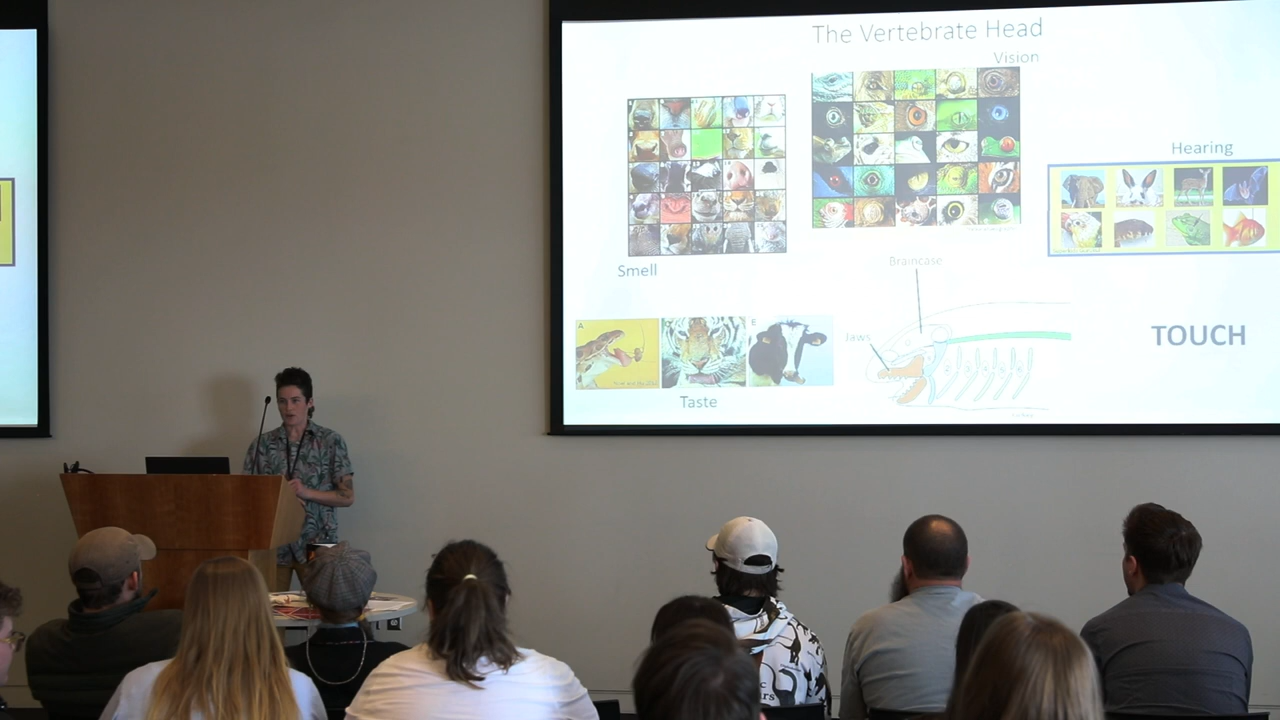 The Vertebrate Head
Vision
Hearing
Smell
Braincase
Jaws
TOUCH
A
E
Taste